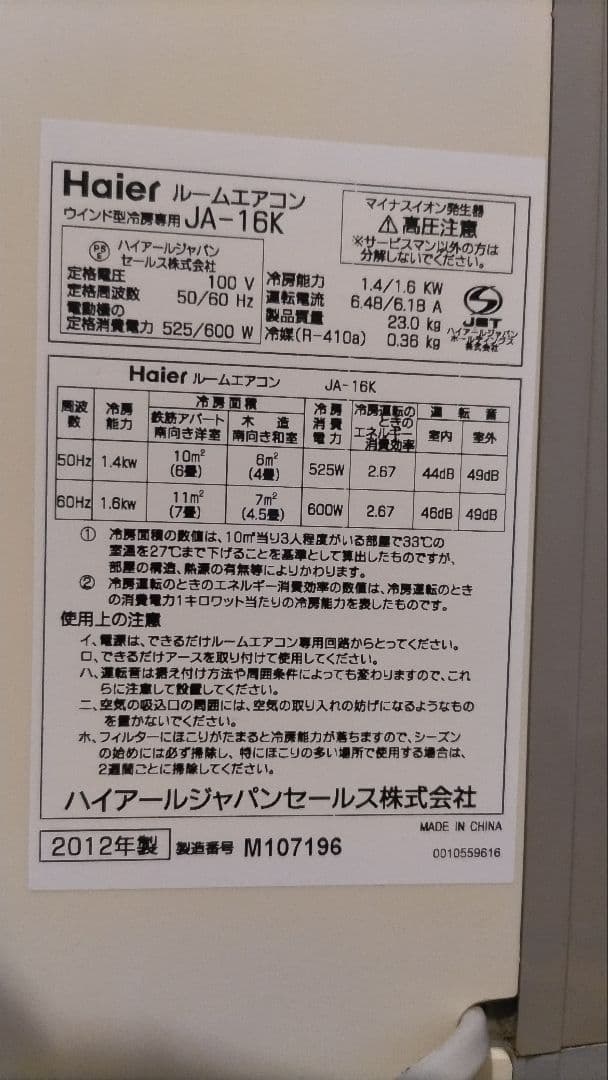 Haier ルームエアコン
ウインド型冷房専用 JA-16K
マイナスイオン発生器
⚠高圧注意
※サービスマン以外の方は
分解しないでください。
PSE ハイアールジャパン
セールス株式会社
定格電圧 100 V
定格周波数 50/60 Hz
電動機の
定格消費電力 525/600 W
冷房能力 1.4/1.6 KW
運転電流 6.48/6.18 A
製品質量 23.0 kg
冷媒(R-410a) 0.36 kg
JET
ハイアールジャパン
ホールディングス
株式会社
Haier ルームエアコン JA-16K
周波数 冷房能力 冷房面積 冷房消費電力 冷房運転のときのエネルギー消費効率 運転音
鉄筋アパート南向き洋室 木造南向き和室 室内 室外
50Hz 1.4kw 10m²(6畳) 6m²(4畳) 525W 2.67 44dB 49dB
60Hz 1.6kw 11m²(7畳) 7m²(4.5畳) 600W 2.67 46dB 49dB
① 冷房面積の数値は、10㎡当り3人程度がいる部屋で33℃の
室温を27℃まで下げることを基準として算出したものですが、
部屋の構造、熱源の有無等によりかわります。
② 冷房運転のときのエネルギー消費効率の数値は、冷房運転のとき
の消費電力1キロワット当たりの冷房能力を表したものです。
使用上の注意
イ、電源は、できるだけルームエアコン専用回路からとってください。
ロ、できるだけアースを取り付けて使用してください。
ハ、運転音は据え付け方法や周囲条件によっても変わりますので、これ
らに注意して設置してください。
ニ、空気の吸込口の周囲には、空気の取り入れの妨げになるようなもの
を置かないでください。
ホ、フィルターにほこりがたまると冷房能力が落ちますので、シーズン
の始めには必ず掃除し、特にほこりの多い場所で使用する場合は、
2週間ごとに掃除してください。
ハイアールジャパンセールス株式会社
MADE IN CHINA
2012年製 製造番号 M107196
0010559616